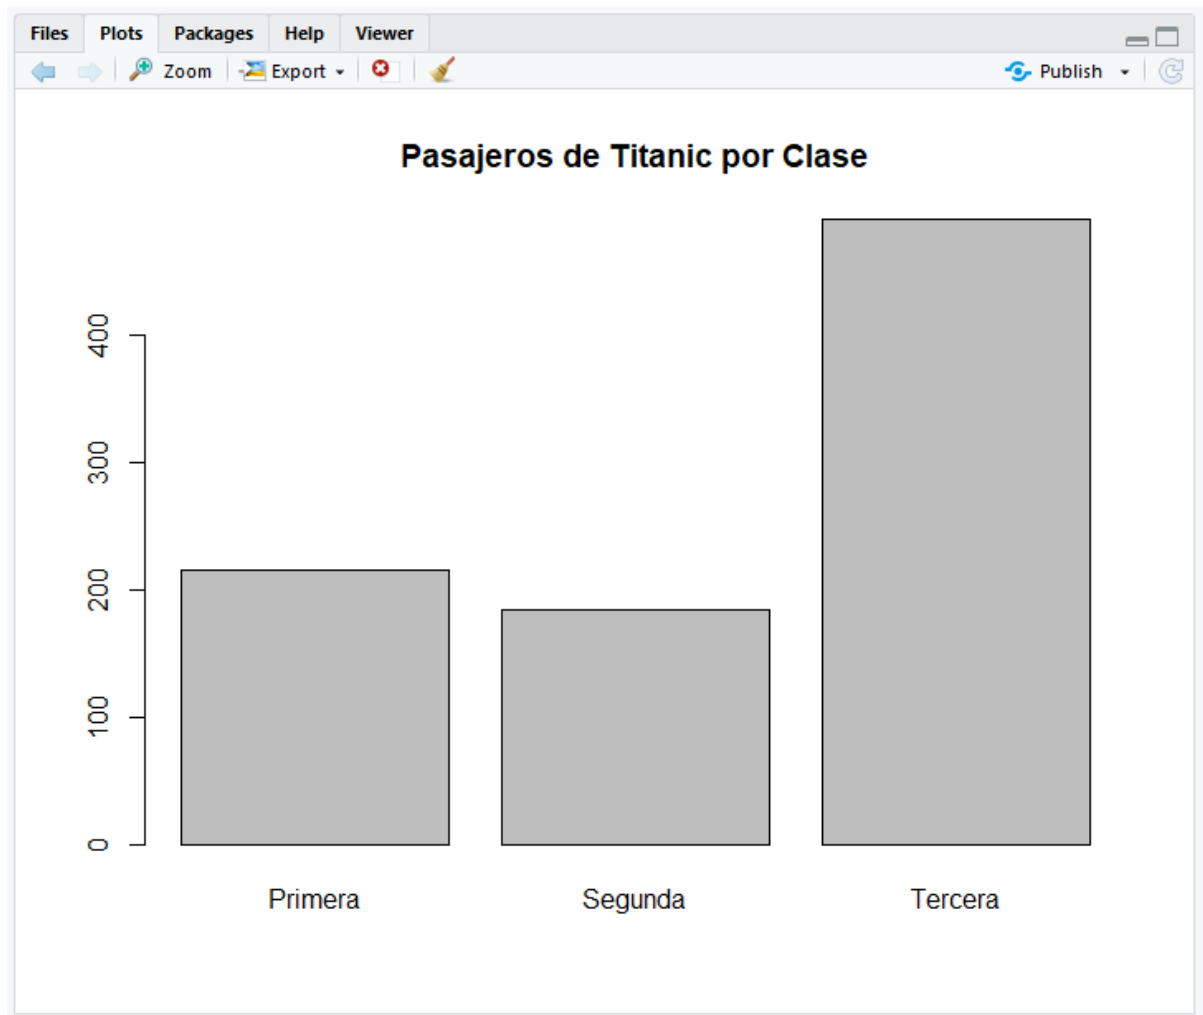 Files Plots Packages Help Viewer
Zoom Export Publish
Pasajeros de Titanic por Clase
400
300
200
100
0
Primera Segunda Tercera